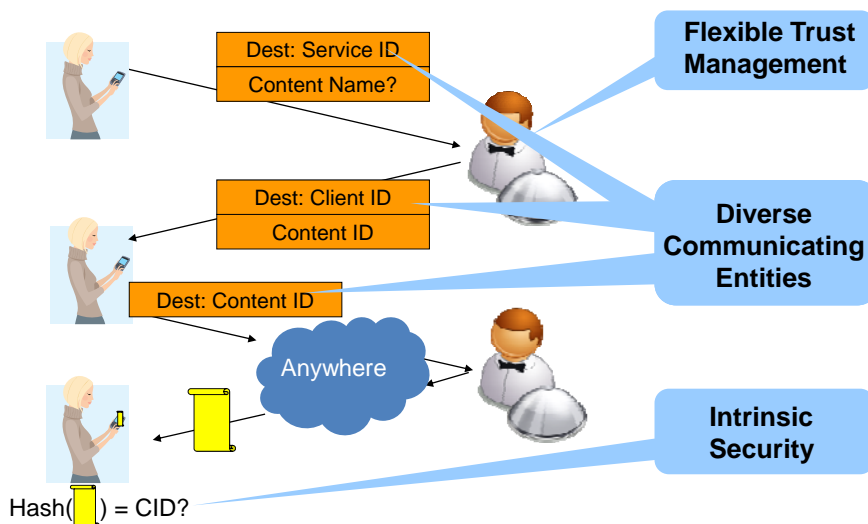 Dest: Service ID
Content Name?
Flexible Trust
Management
Dest: Client ID
Content ID
Diverse
Communicating
Entities
Dest: Content ID
Anywhere
Intrinsic
Security
Hash( ) = CID?